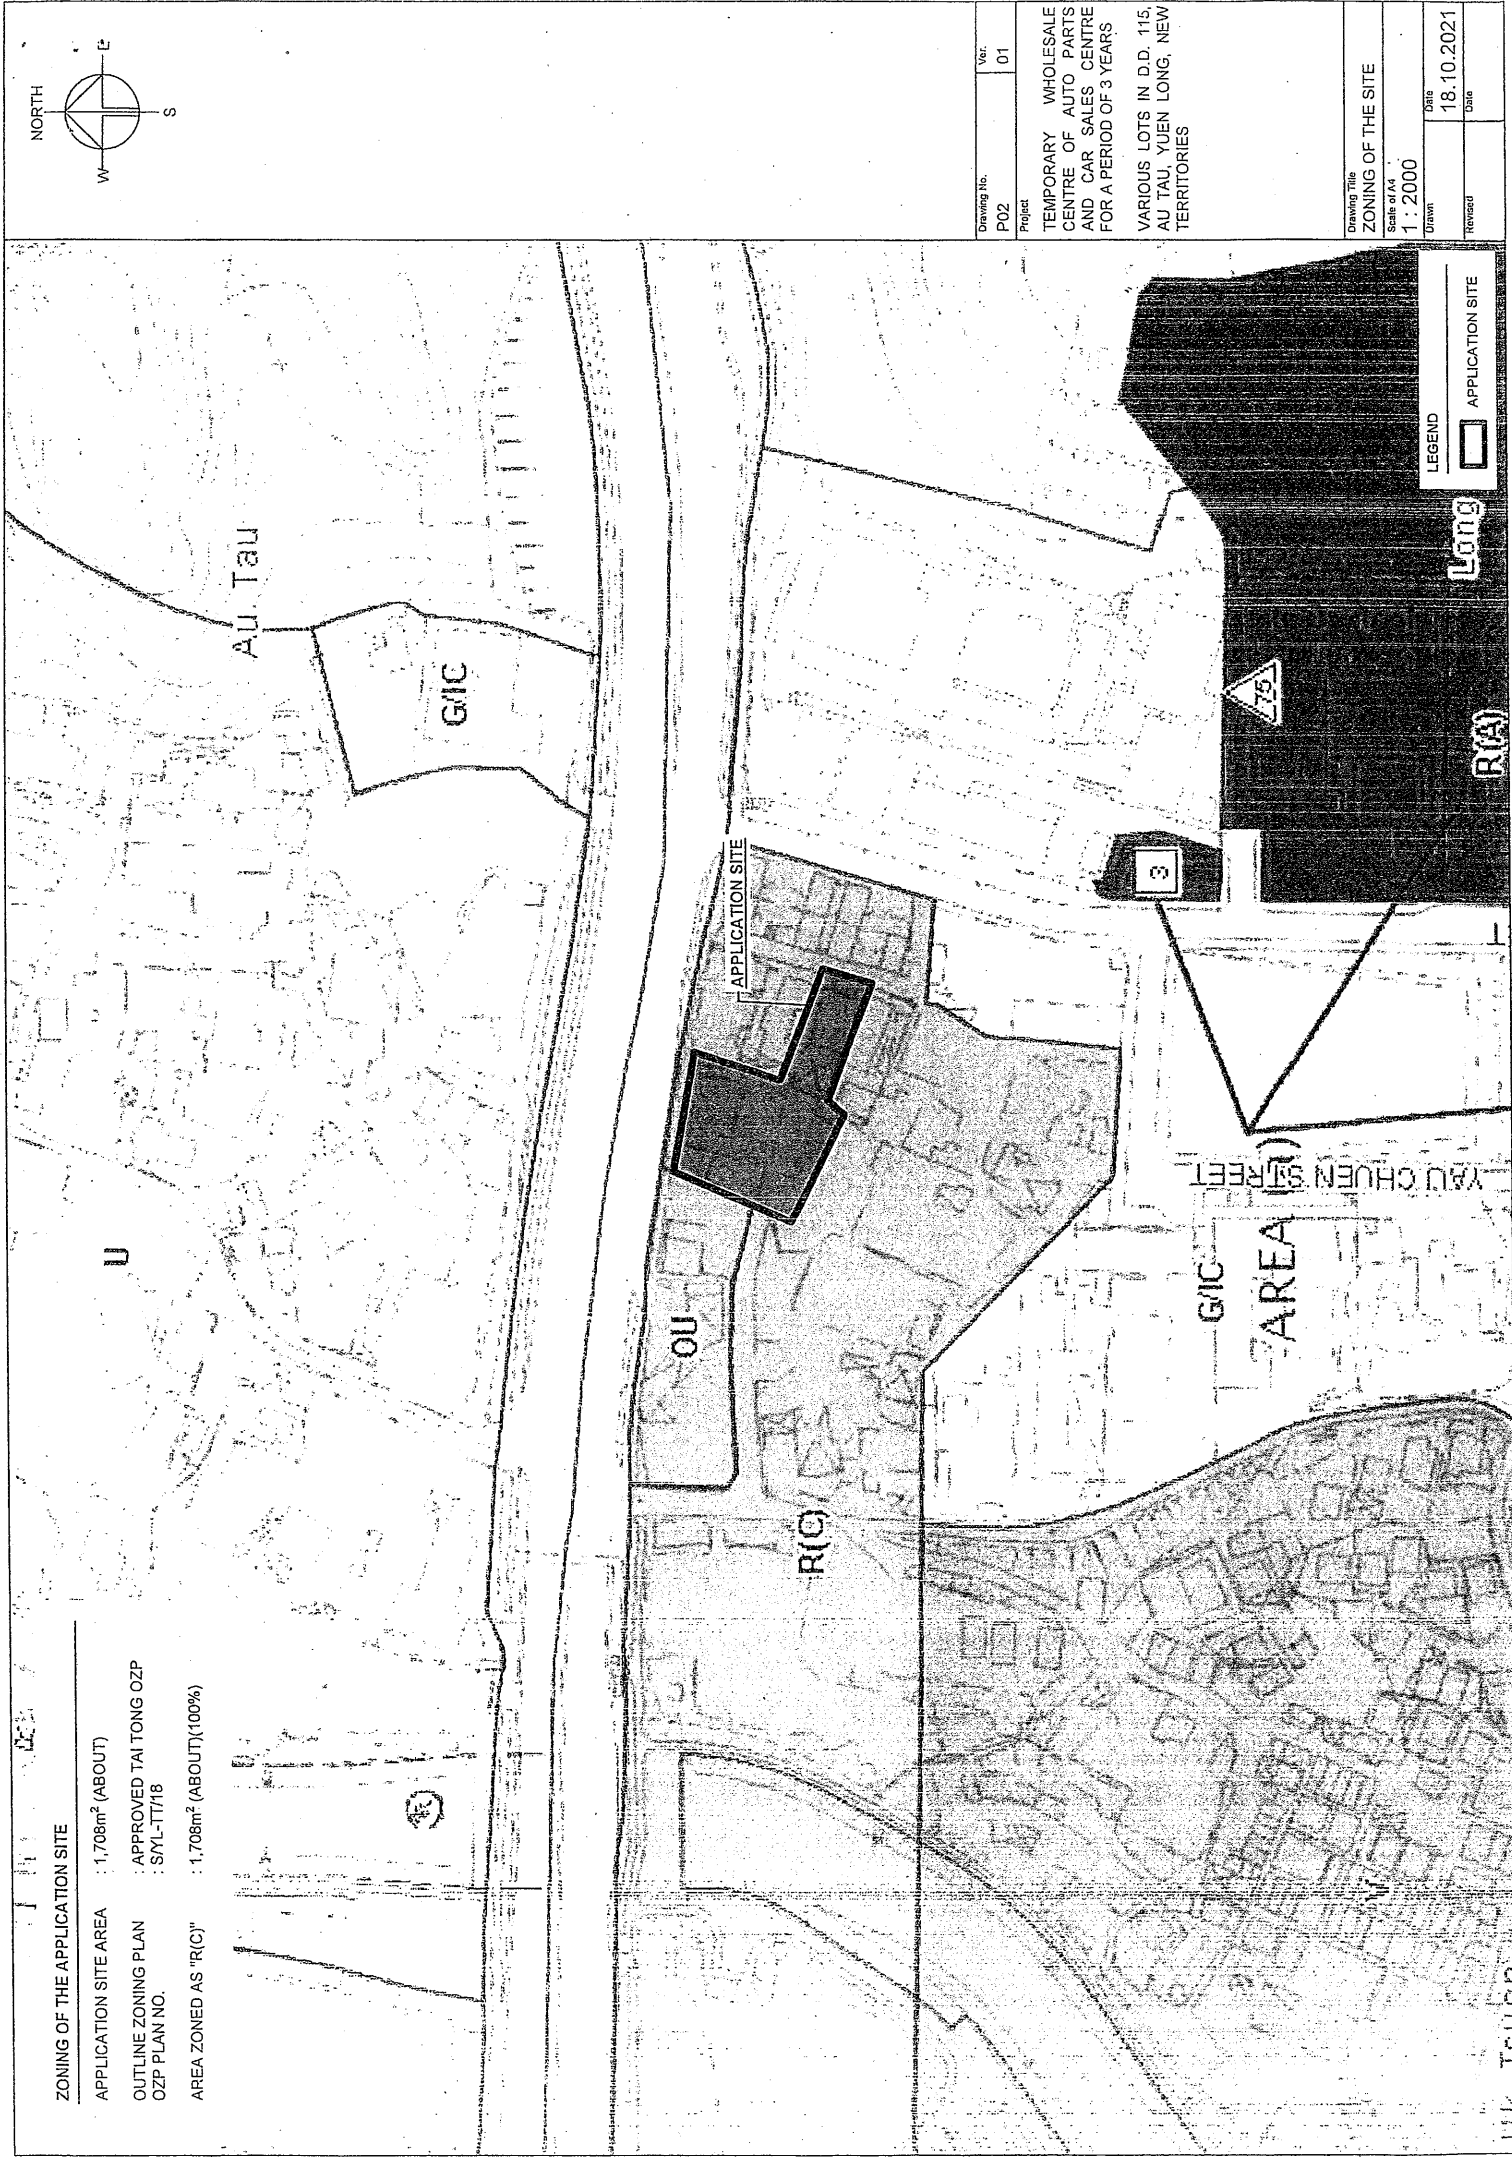 ZONING OF THE APPLICATION SITE
APPLICATION SITE AREA : 1,708m² (ABOUT)
OUTLINE ZONING PLAN : APPROVED TAI TONG OZP
OZP PLAN NO. : S/YL-TT/18
AREA ZONED AS "R(C)" : 1,708m² (ABOUT)(100%)
NORTH
W
E
S
Au Tau
U
G/IC
OU
APPLICATION SITE
R(C)
3
75
G/IC
AREA
YAU CHUEN STREET
V
R(A)
Long
LEGEND
APPLICATION SITE
Drawing No.
P02
Ver.
01
Project
TEMPORARY WHOLESALE
CENTRE OF AUTO PARTS
AND CAR SALES CENTRE
FOR A PERIOD OF 3 YEARS
VARIOUS LOTS IN D.D. 115,
AU TAU, YUEN LONG, NEW
TERRITORIES
Drawing Title
ZONING OF THE SITE
Scale of A4
1 : 2000
Drawn
Date
18.10.2021
Revised
Date